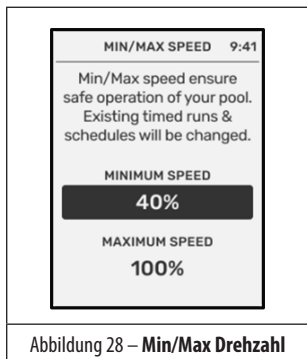 MIN/MAX SPEED 9:41
Min/Max speed ensure
safe operation of your pool.
Existing timed runs &
schedules will be changed.
MINIMUM SPEED
40%
MAXIMUM SPEED
100%
Abbildung 28 – Min/Max Drehzahl